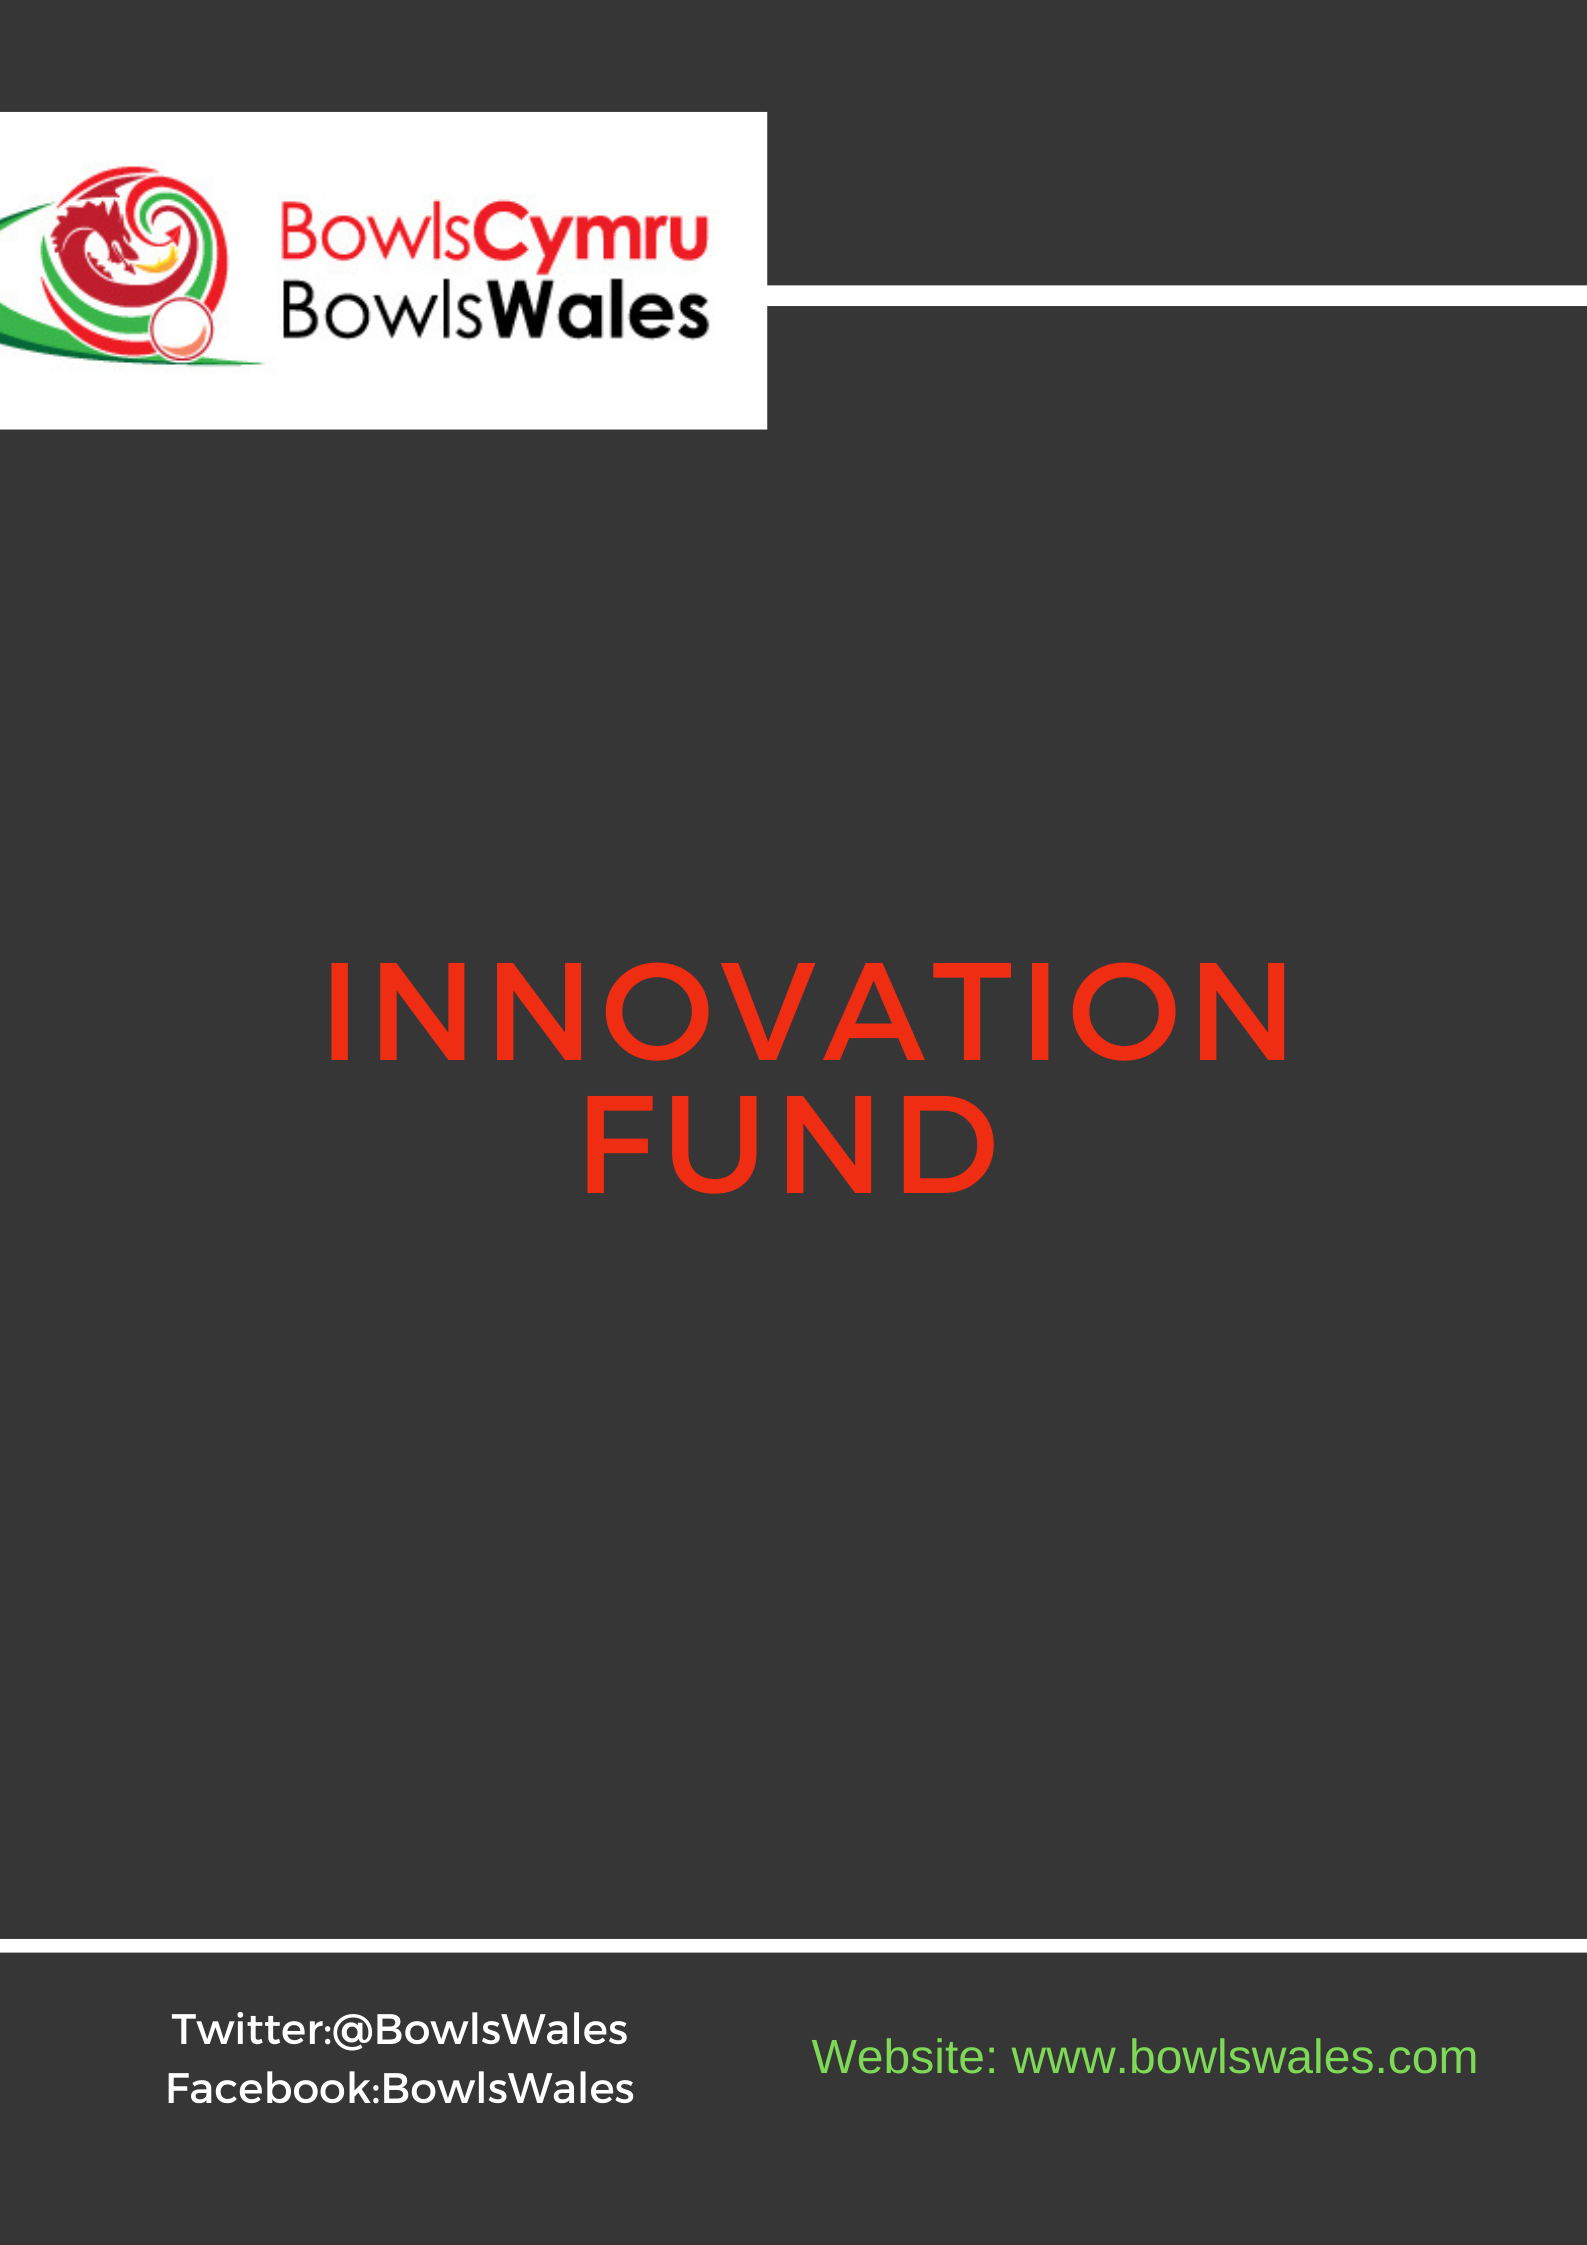 BowlsCymru
BowlsWales
INNOVATION
FUND
Twitter:@BowlsWales
Facebook:BowlsWales
Website: www.bowlswales.com